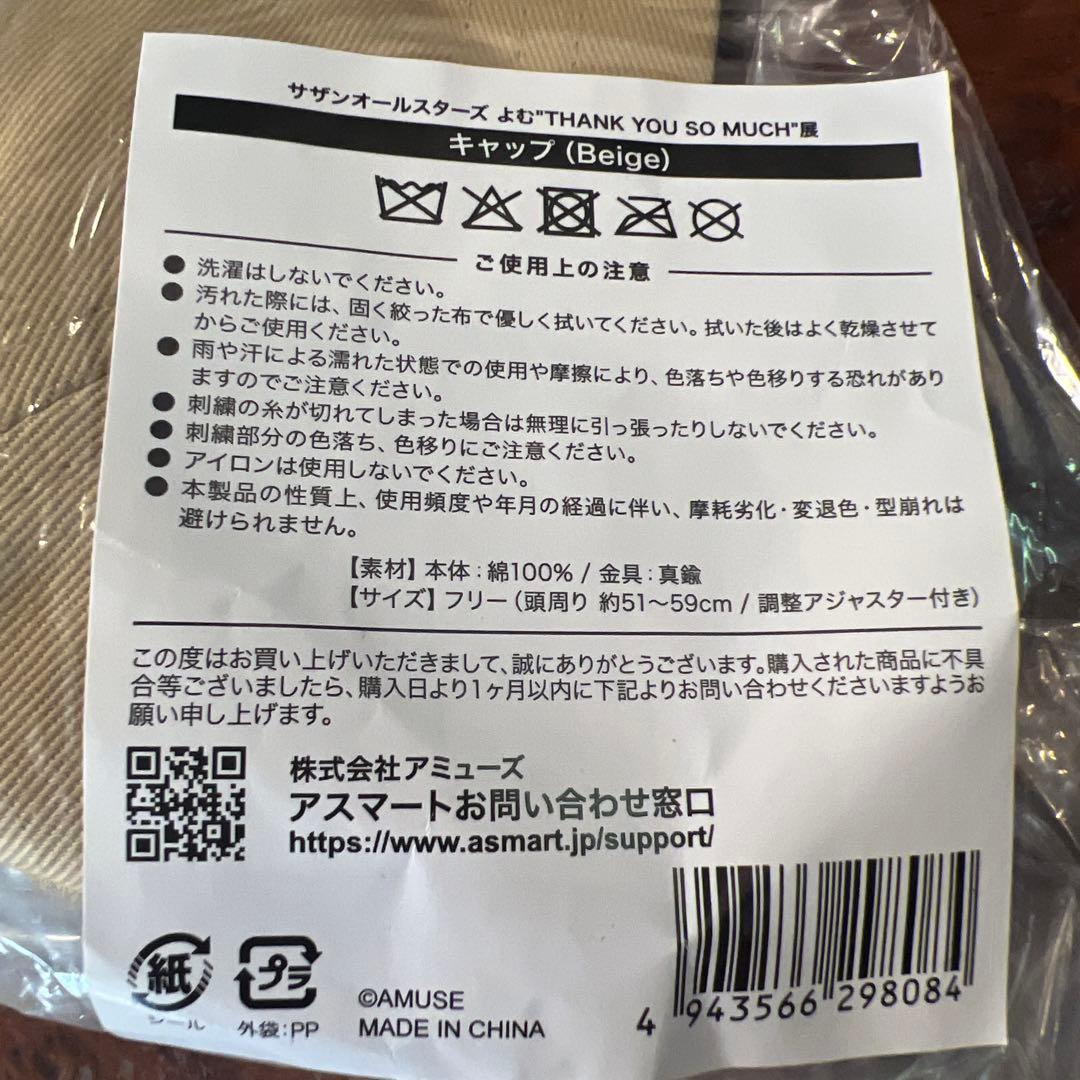 サザンオールスターズ よむ"THANK YOU SO MUCH"展
キャップ (Beige)
ご使用上の注意
● 洗濯はしないでください。
● 汚れた際には、固く絞った布で優しく拭いてください。拭いた後はよく乾燥させて
からご使用ください。
● 雨や汗による濡れた状態での使用や摩擦により、色落ちや色移りする恐れがあり
ますのでご注意ください。
● 刺繍の糸が切れてしまった場合は無理に引っ張ったりしないでください。
● 刺繍部分の色落ち、色移りにご注意ください。
● アイロンは使用しないでください。
● 本製品の性質上、使用頻度や年月の経過に伴い、摩耗劣化・変退色・型崩れは
避けられません。
【素材】本体：綿100% / 金具：真鍮
【サイズ】フリー（頭周り 約51〜59cm / 調整アジャスター付き）
この度はお買い上げいただきまして、誠にありがとうございます。購入された商品に不具
合等ございましたら、購入日より1ヶ月以内に下記よりお問い合わせくださいますようお
願い申し上げます。
株式会社アミューズ
アスマートお問い合わせ窓口
https://www.asmart.jp/support/
紙
シール
プラ
外袋：PP
©AMUSE
MADE IN CHINA
4 943566 298084